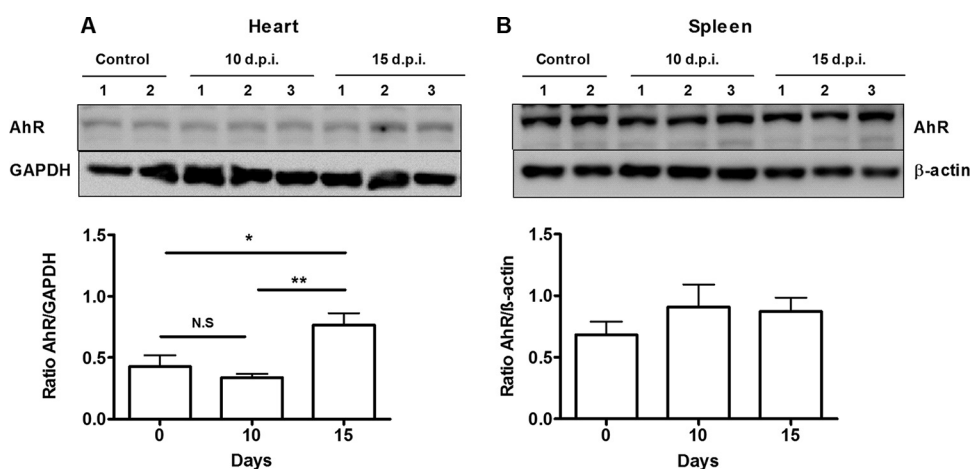 A Heart
Control 10 d.p.i. 15 d.p.i.
1 2 1 2 3 1 2 3
AhR
GAPDH
Ratio AhR/GAPDH
1.5
1.0
0.5
0.0
*
**
N.S
0 10 15
Days
B Spleen
Control 10 d.p.i. 15 d.p.i.
1 2 1 2 3 1 2 3
AhR
β-actin
Ratio AhR/ß-actin
1.5
1.0
0.5
0.0
0 10 15
Days